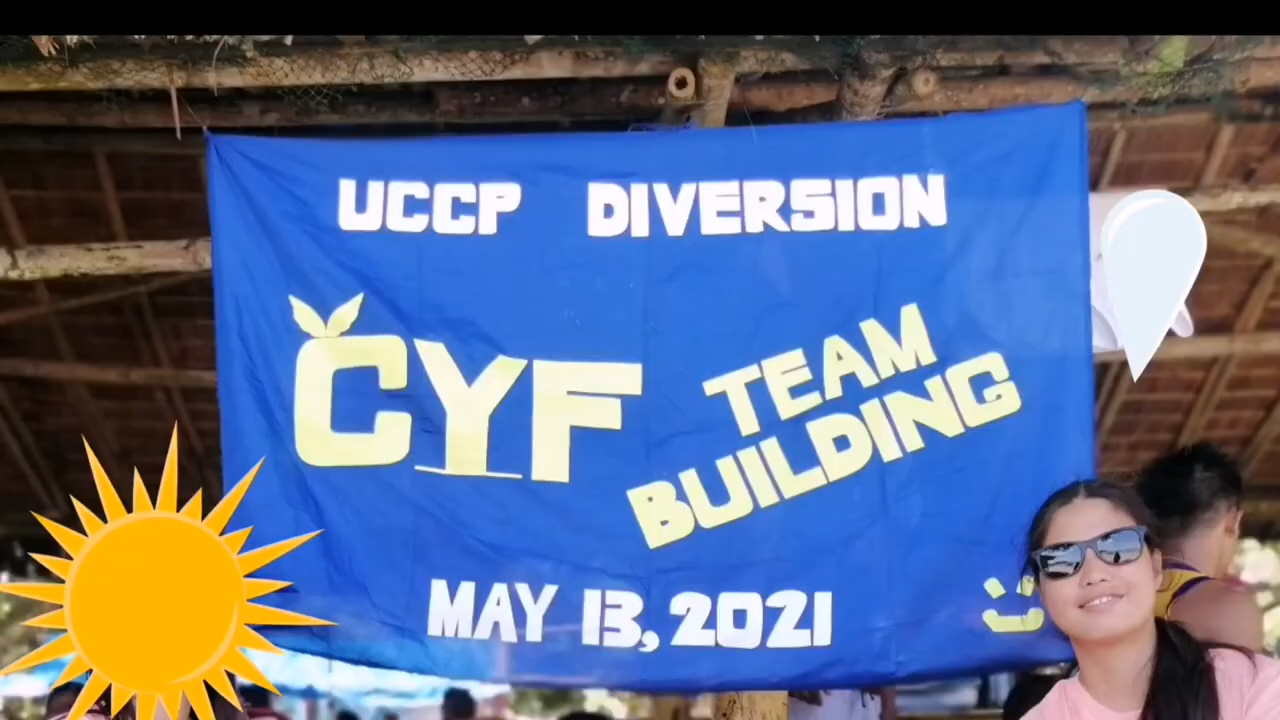 UCCP DIVERSION
CYF
TEAM
BUILDING
MAY 13, 2021